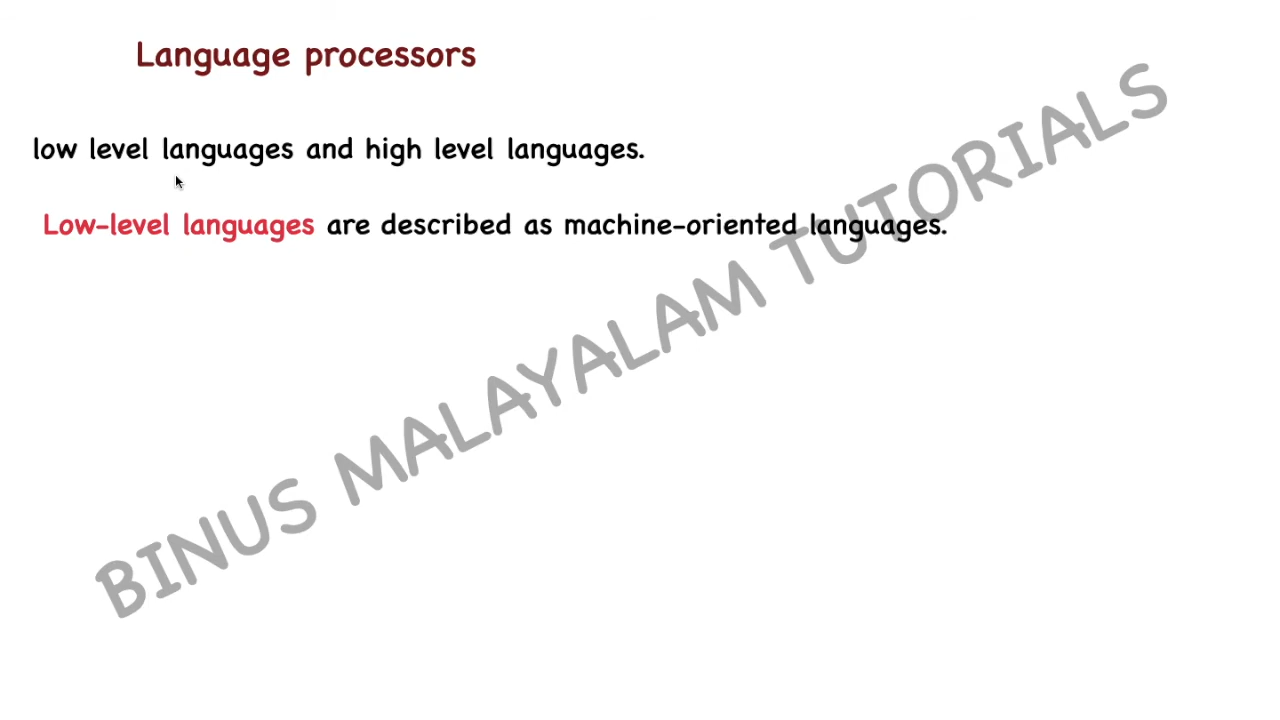 Language processors
low level languages and high level languages.
Low-level languages are described as machine-oriented languages.
BINUS MALAYALAM TUTORIALS